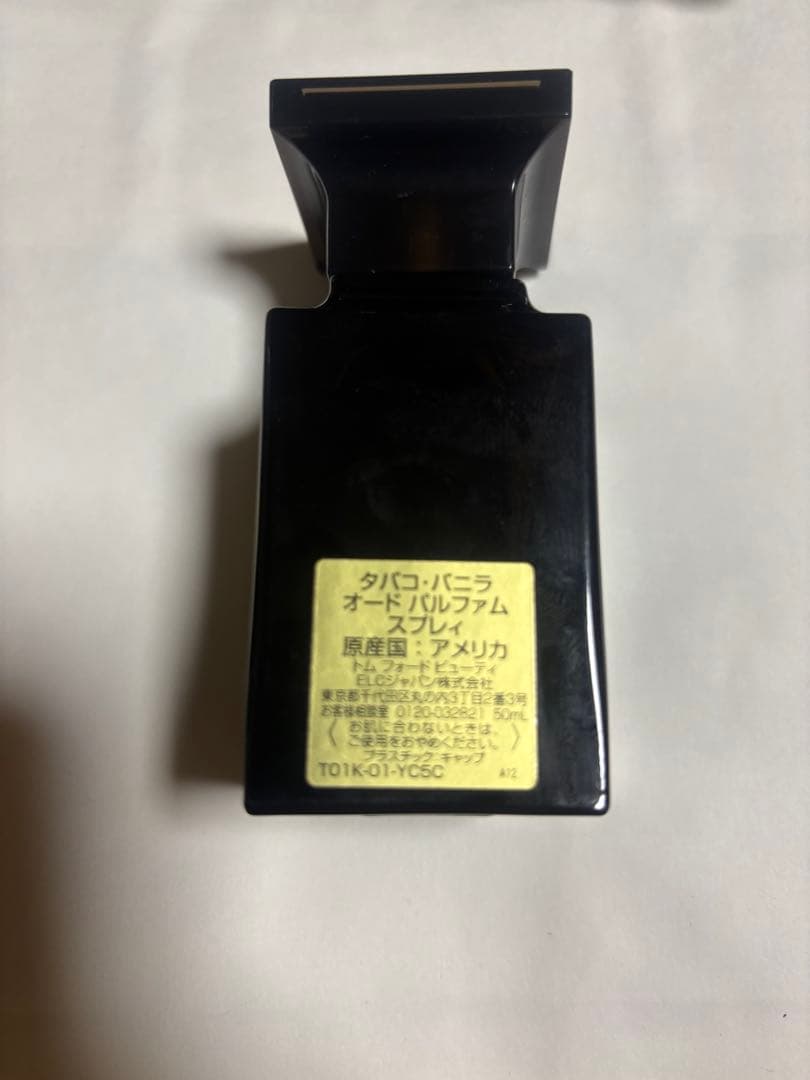 タバコ・バニラ
オード パルファム
スプレィ
原産国：アメリカ
トム フォード ビューティ
ELCジャパン株式会社
東京都千代田区丸の内3丁目2番3号
お客様相談室 0120-032821 50mL
〈 お肌に合わないときは、 〉
ご使用をおやめください。
プラスチック キャップ
T01K-01-YC5C A12